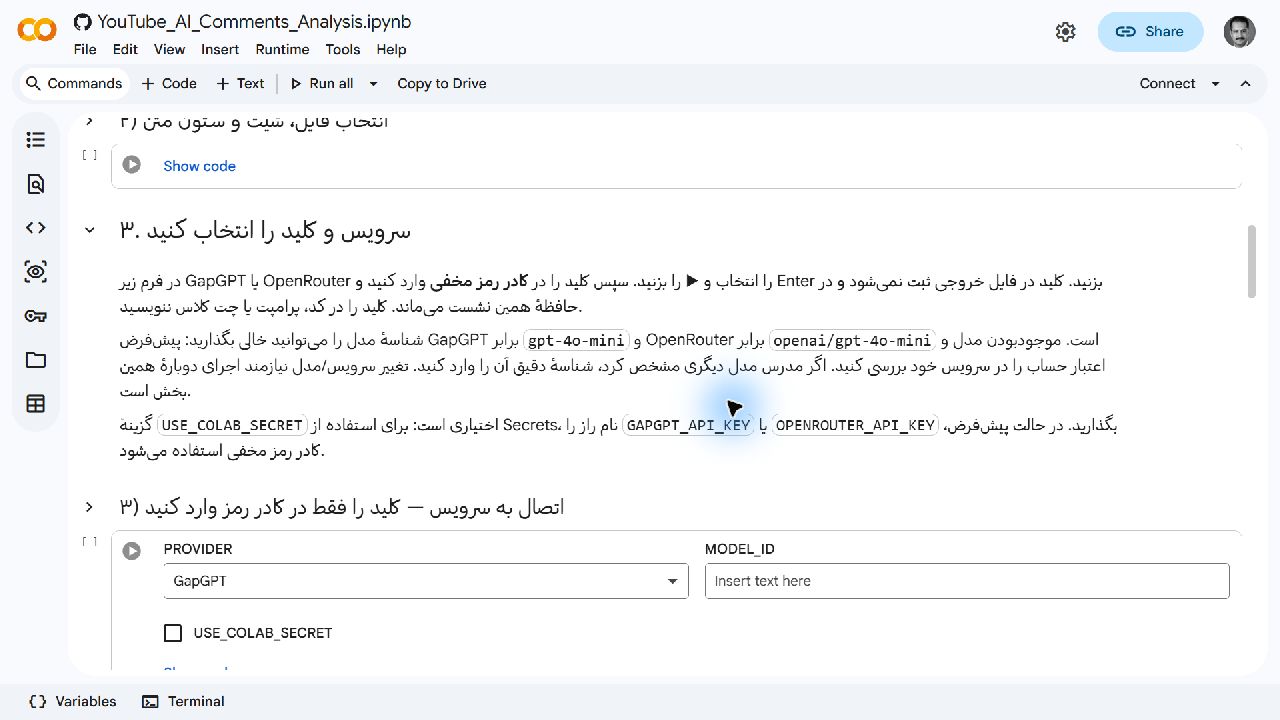 YouTube_AI_Comments_Analysis.ipynb
File Edit View Insert Runtime Tools Help
Share
Commands + Code + Text Run all Copy to Drive
Connect
۲) انتخاب فایل، شیت و ستون متن
[ ]
Show code
۳. سرویس و کلید را انتخاب کنید
در فرم زیر GapGPT یا OpenRouter را انتخاب و ▶ را بزنید. سپس کلید را در کادر رمز مخفی وارد کنید و Enter بزنید. کلید در فایل خروجی ثبت نمی‌شود و در
حافظهٔ همین نشست می‌ماند. کلید را در کد، پرامپت یا چت کلاس ننویسید.
شناسهٔ مدل را می‌توانید خالی بگذارید: پیش‌فرض GapGPT برابر gpt-4o-mini و OpenRouter برابر openai/gpt-4o-mini است. موجودبودن مدل و
اعتبار حساب را در سرویس خود بررسی کنید. اگر مدرس مدل دیگری مشخص کرد، شناسهٔ دقیق آن را وارد کنید. تغییر سرویس/مدل نیازمند اجرای دوبارهٔ همین
بخش است.
گزینهٔ USE_COLAB_SECRET اختیاری است: برای استفاده از Secrets، نام راز را GAPGPT_API_KEY یا OPENROUTER_API_KEY بگذارید. در حالت پیش‌فرض،
کادر رمز مخفی استفاده می‌شود.
۳) اتصال به سرویس — کلید را فقط در کادر رمز وارد کنید
[ ]
PROVIDER MODEL_ID
GapGPT Insert text here
USE_COLAB_SECRET
Variables Terminal